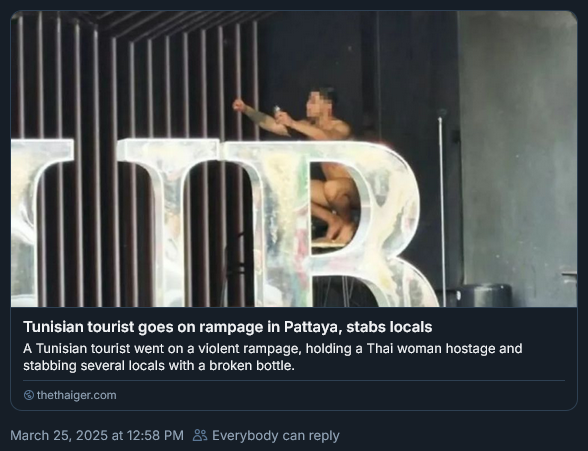 IB
Tunisian tourist goes on rampage in Pattaya, stabs locals
A Tunisian tourist went on a violent rampage, holding a Thai woman hostage and
stabbing several locals with a broken bottle.
thethaiger.com
March 25, 2025 at 12:58 PM Everybody can reply